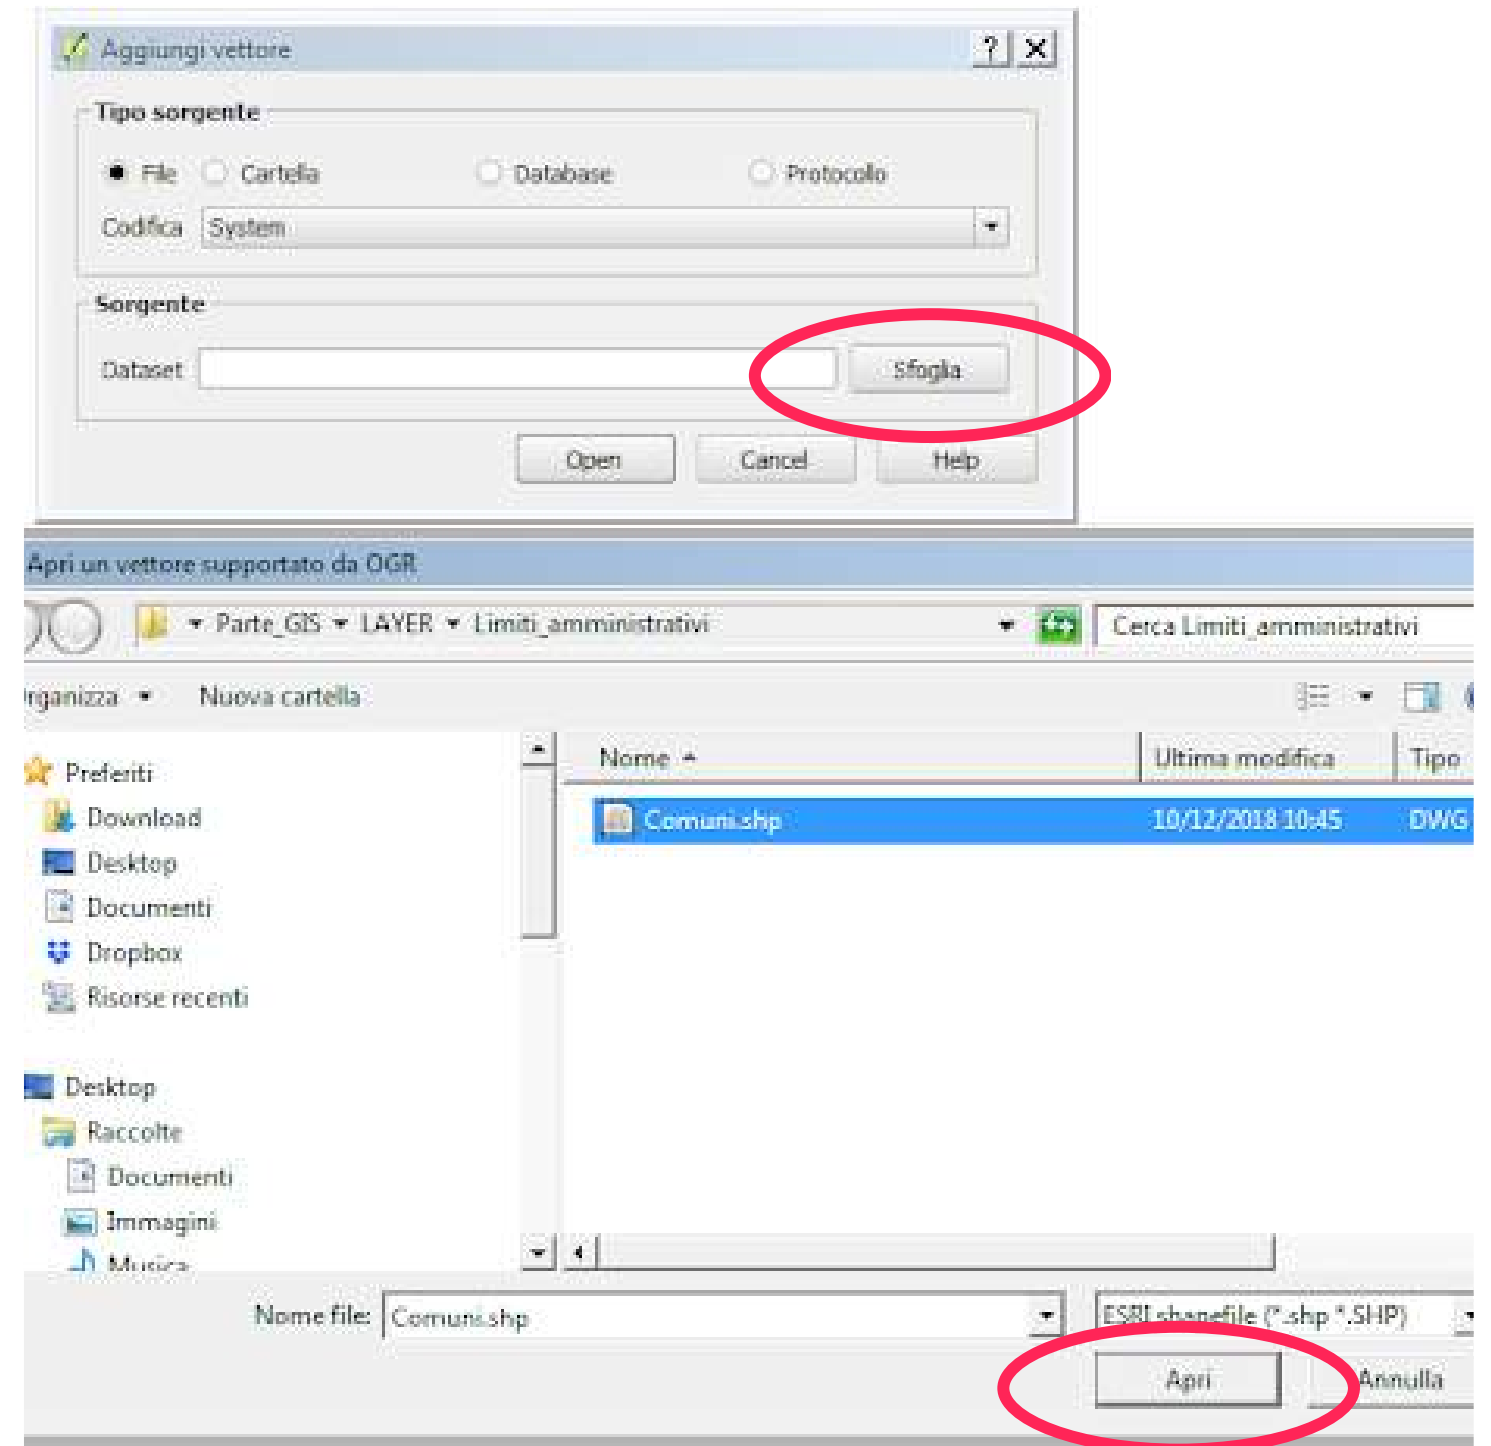 Aggiungi vettore ?
Tipo sorgente
File Cartella Database Protocollo
Codifica System
Sorgente
Dataset Sfoglia
Open Cancel Help
Apri un vettore supportato da OGR
Parte_GIS LAYER Limiti_amministrativi Cerca Limiti_amministrativi
rganizza Nuova cartella
Nome Ultima modifica Tipo
Comuni.shp 10/12/2018 10:45 DWG
Preferiti
Download
Desktop
Documenti
Dropbox
Risorse recenti
Desktop
Raccolte
Documenti
Immagini
Musica
Nome file: Comuni.shp ESRI shapefile (*.shp *.SHP)
Apri Annulla